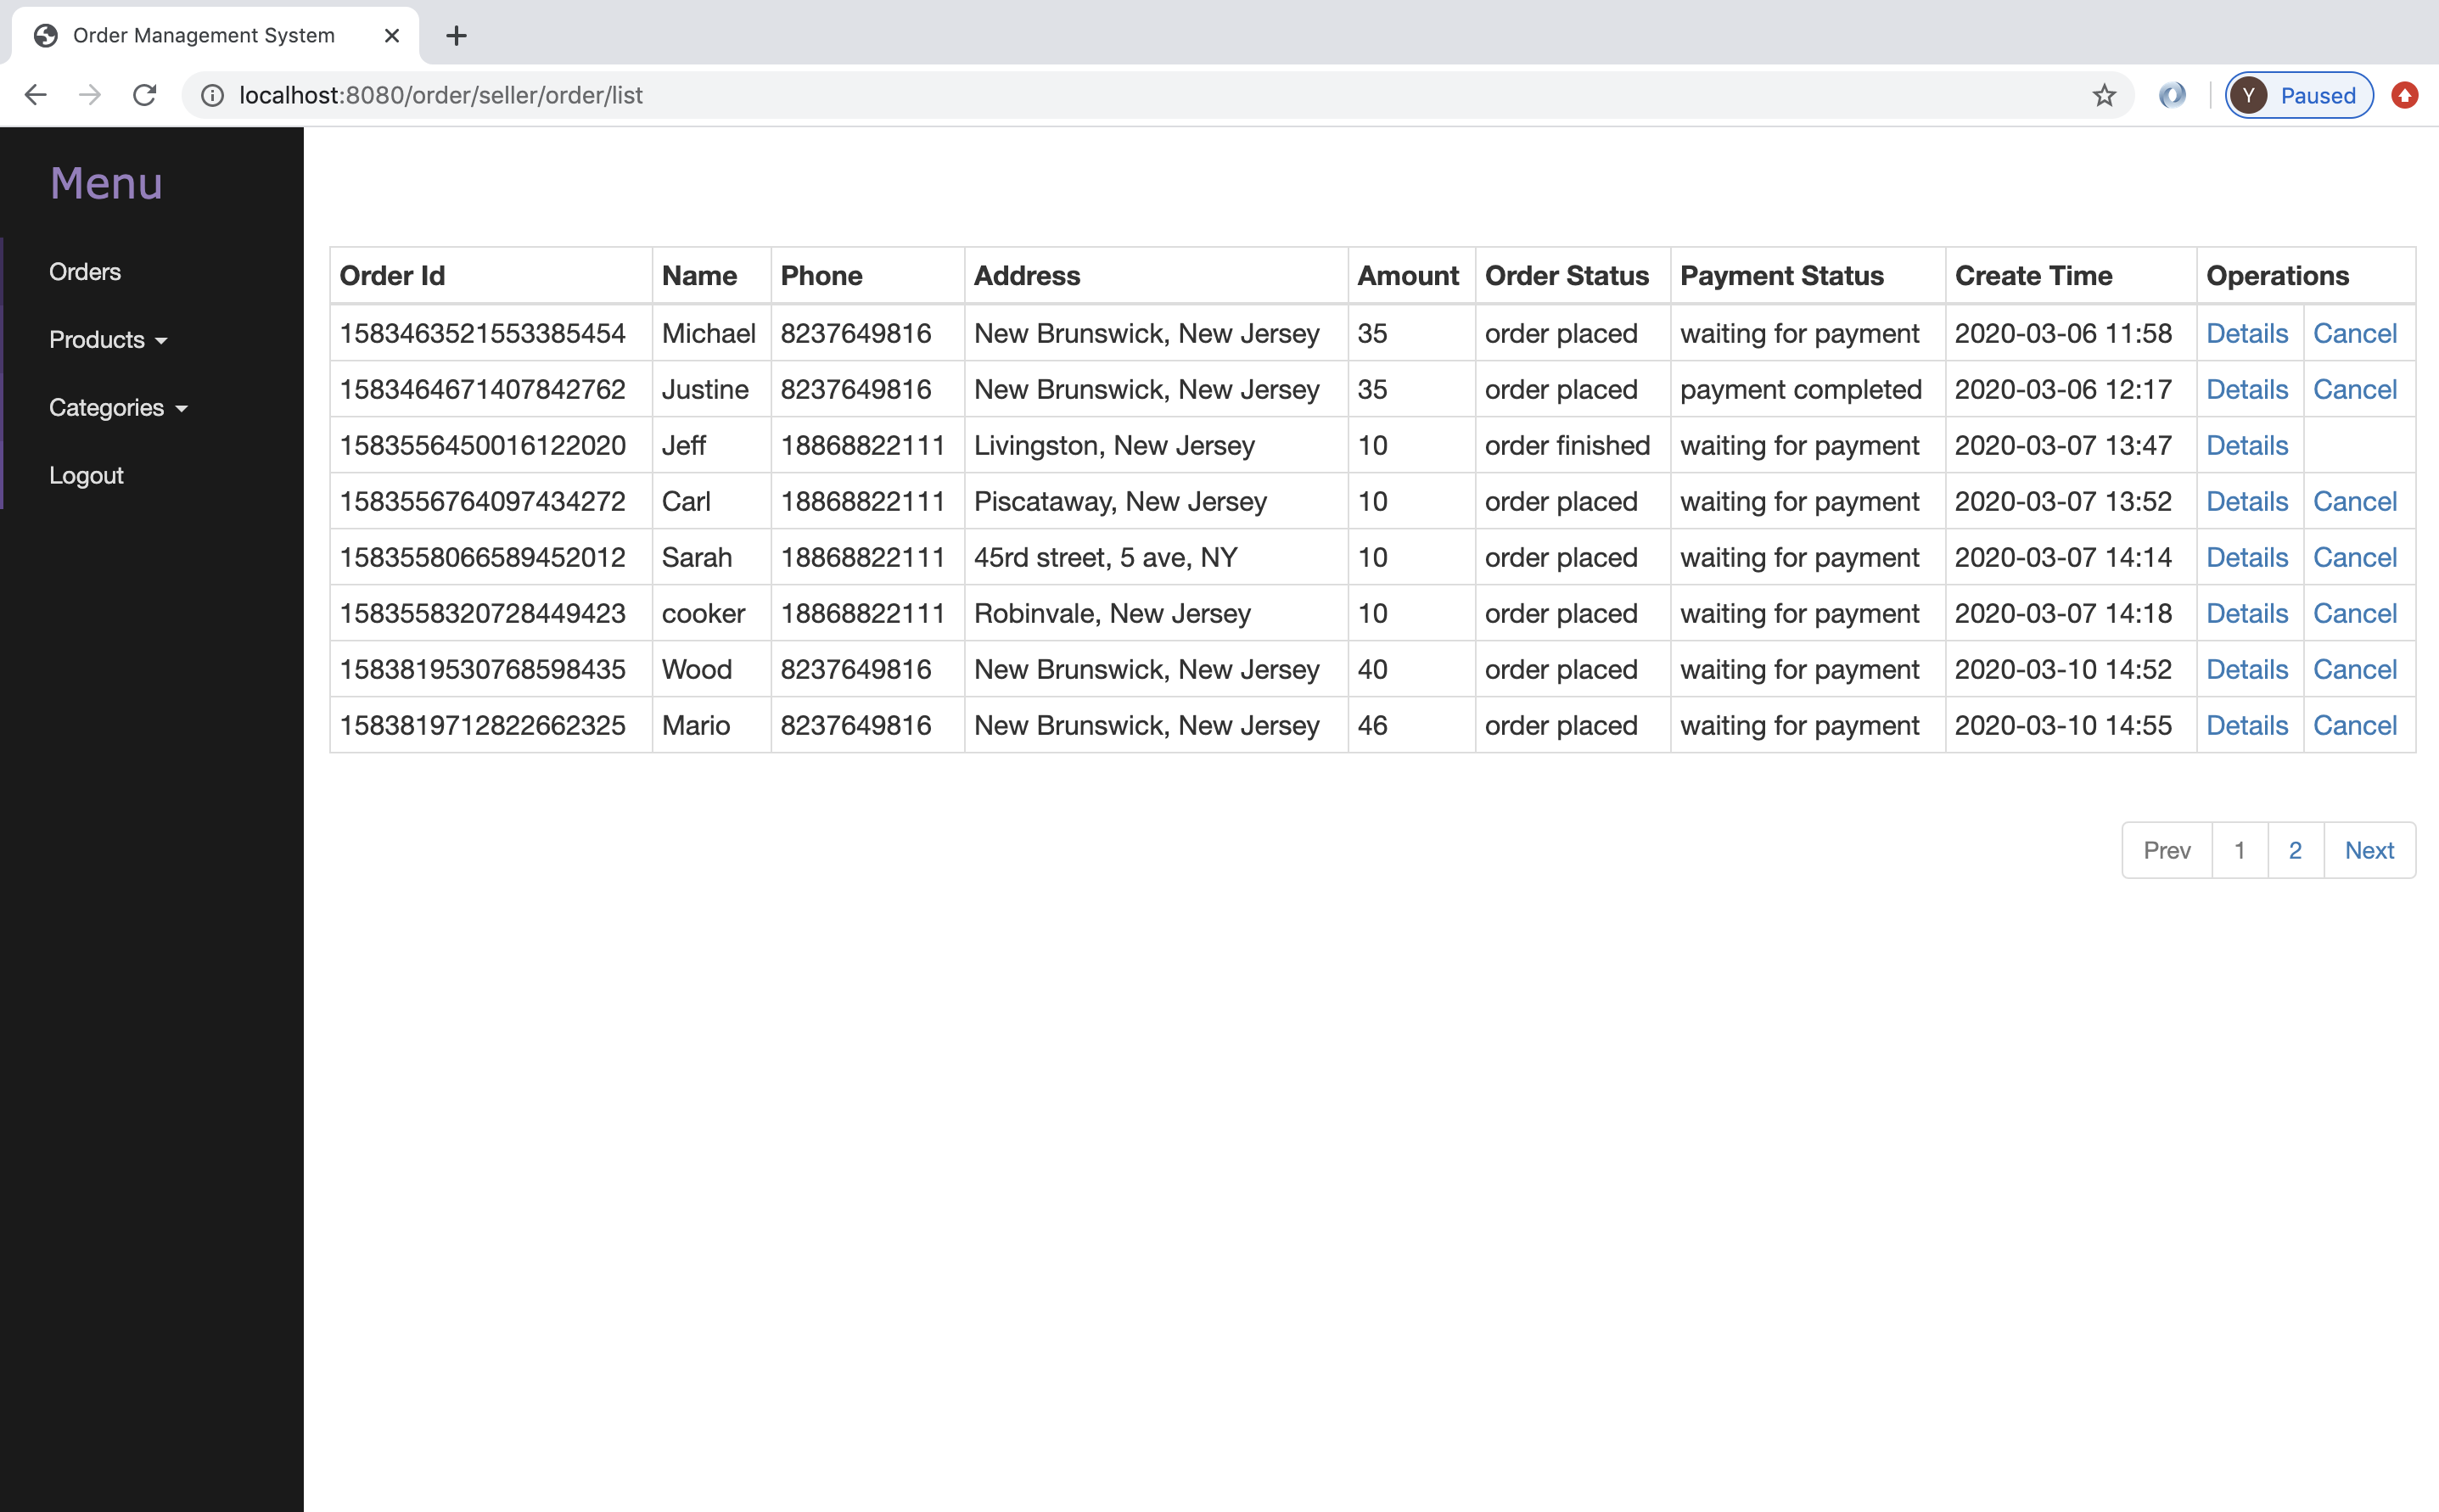 Order Management System
localhost:8080/order/seller/order/list
Y Paused
Menu
Orders
Products
Categories
Logout
Order Id Name Phone Address Amount Order Status Payment Status Create Time Operations
1583463521553385454 Michael 8237649816 New Brunswick, New Jersey 35 order placed waiting for payment 2020-03-06 11:58 Details Cancel
1583464671407842762 Justine 8237649816 New Brunswick, New Jersey 35 order placed payment completed 2020-03-06 12:17 Details Cancel
1583556450016122020 Jeff 18868822111 Livingston, New Jersey 10 order finished waiting for payment 2020-03-07 13:47 Details
1583556764097434272 Carl 18868822111 Piscataway, New Jersey 10 order placed waiting for payment 2020-03-07 13:52 Details Cancel
1583558066589452012 Sarah 18868822111 45rd street, 5 ave, NY 10 order placed waiting for payment 2020-03-07 14:14 Details Cancel
1583558320728449423 cooker 18868822111 Robinvale, New Jersey 10 order placed waiting for payment 2020-03-07 14:18 Details Cancel
1583819530768598435 Wood 8237649816 New Brunswick, New Jersey 40 order placed waiting for payment 2020-03-10 14:52 Details Cancel
1583819712822662325 Mario 8237649816 New Brunswick, New Jersey 46 order placed waiting for payment 2020-03-10 14:55 Details Cancel
Prev 1 2 Next